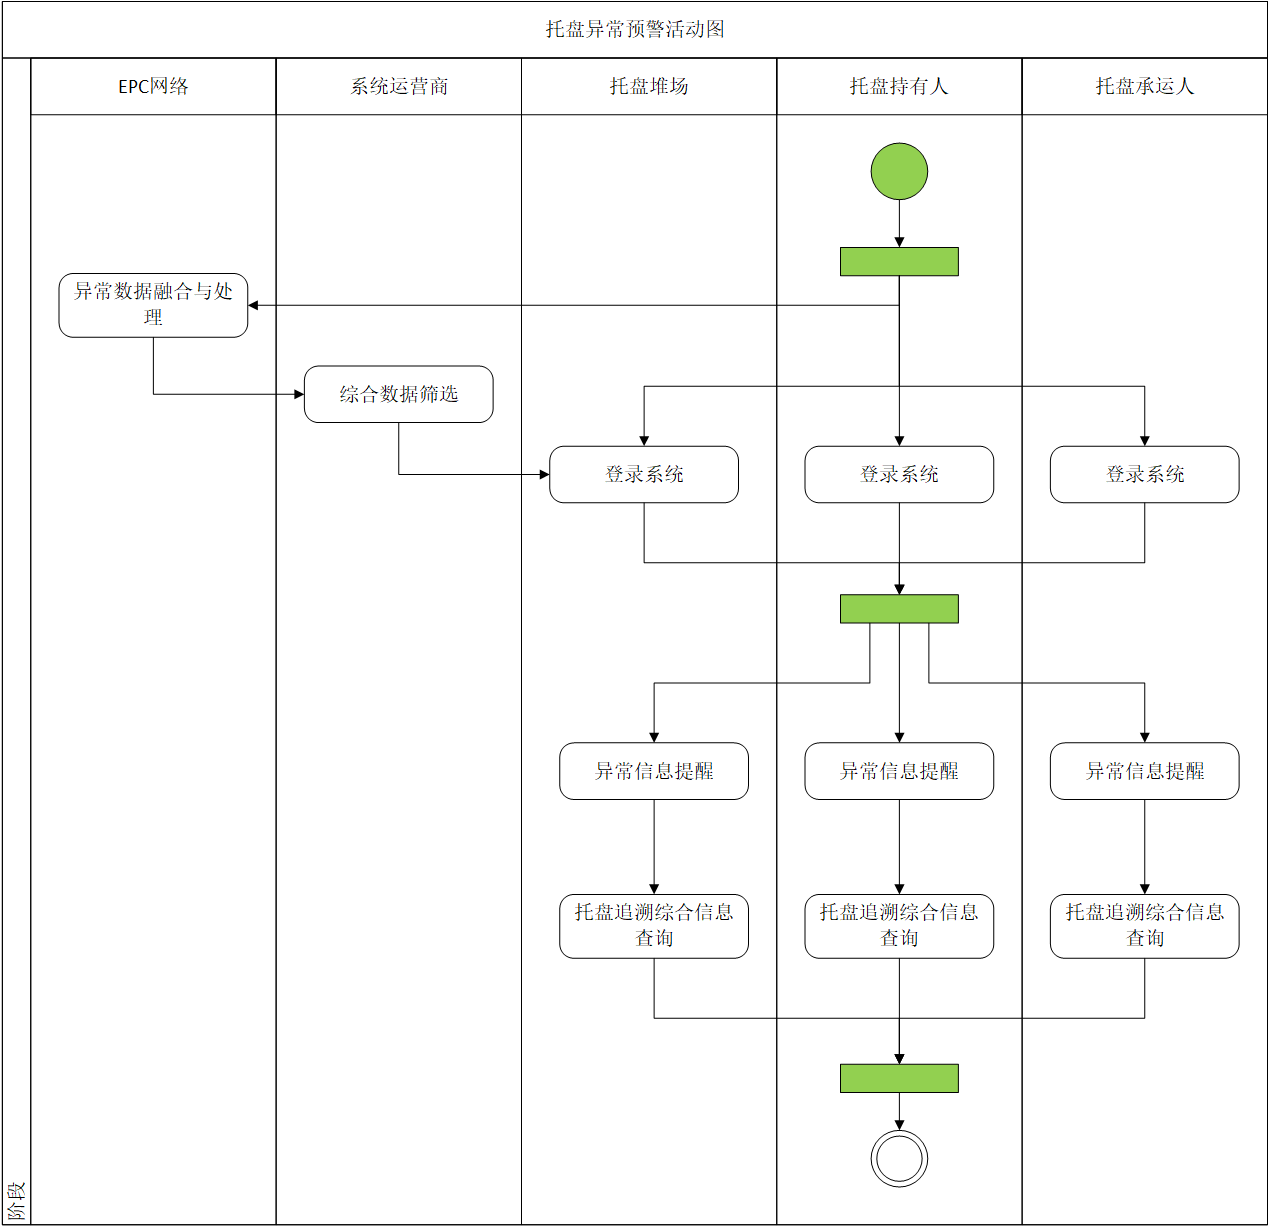 托盘异常预警活动图
EPC网络
系统运营商
托盘堆场
托盘持有人
托盘承运人
异常数据融合与处
理
综合数据筛选
登录系统
登录系统
登录系统
异常信息提醒
异常信息提醒
异常信息提醒
托盘追溯综合信息
查询
托盘追溯综合信息
查询
托盘追溯综合信息
查询
阶段